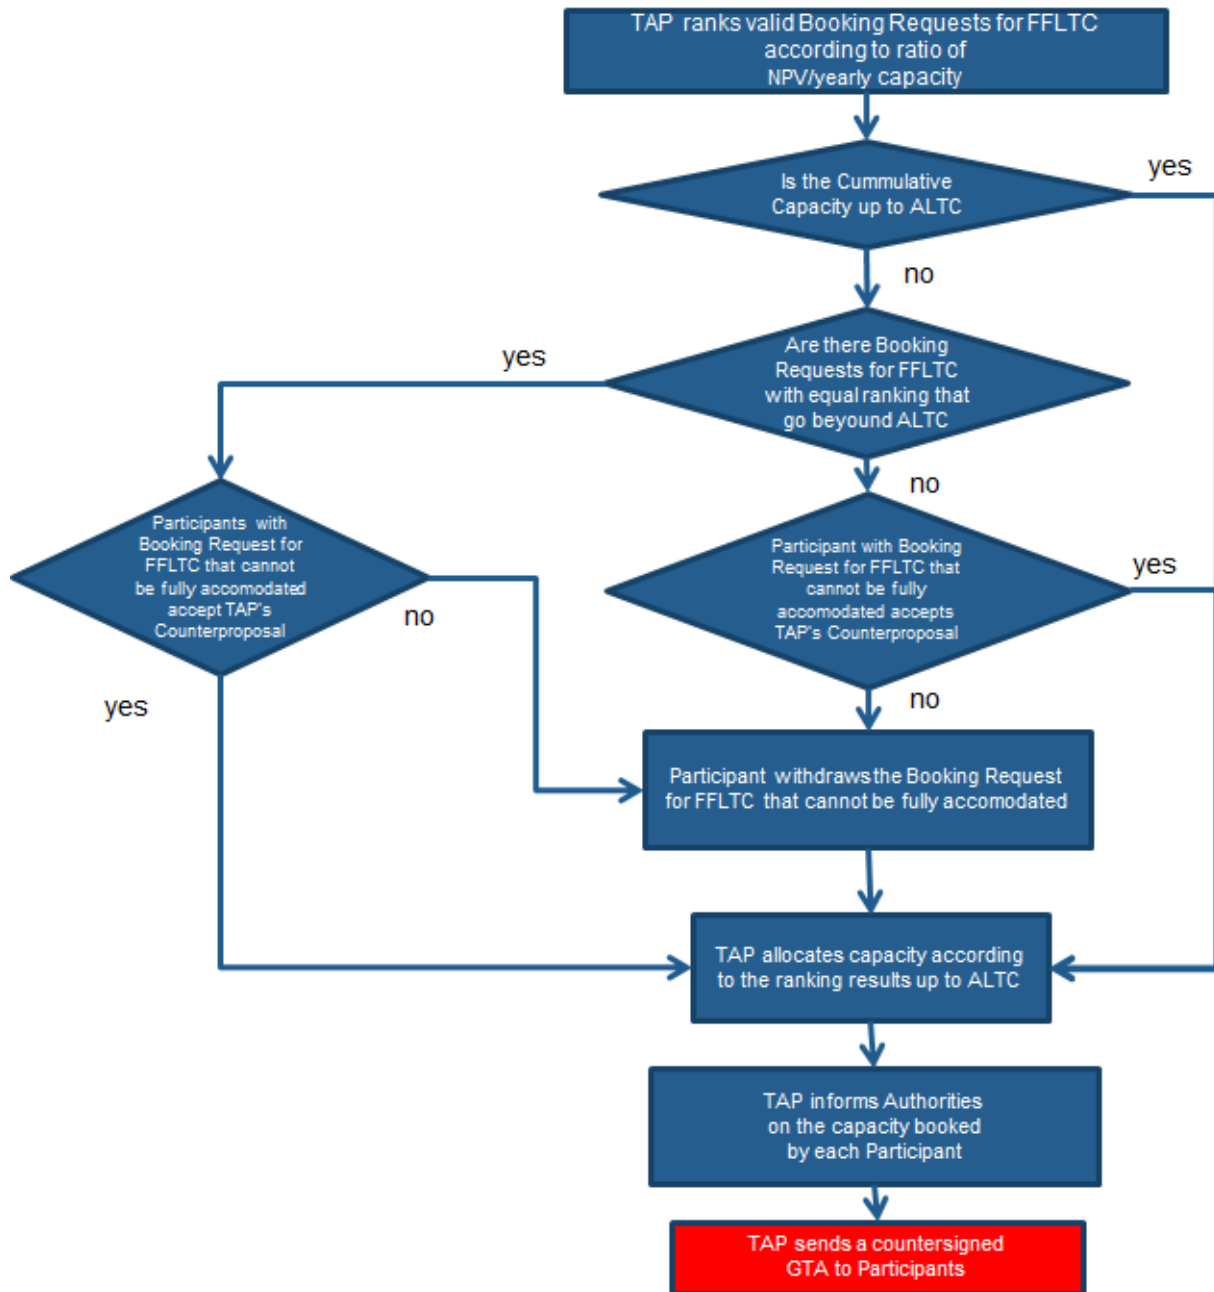 TAP ranks valid Booking Requests for FFLTC
according to ratio of
NPV/yearly capacity
Is the Cummulative
Capacity up to ALTC
yes
no
Are there Booking
Requests for FFLTC
with equal ranking that
go beyound ALTC
yes
no
Participants with
Booking Request for
FFLTC that cannot
be fully accomodated
accept TAP's
Counterproposal
no
yes
Participant with Booking
Request for FFLTC that
cannot be fully
accomodated accepts
TAP's Counterproposal
yes
no
Participant withdraws the Booking Request
for FFLTC that cannot be fully accomodated
TAP allocates capacity according
to the ranking results up to ALTC
TAP informs Authorities
on the capacity booked
by each Participant
TAP sends a countersigned
GTA to Participants